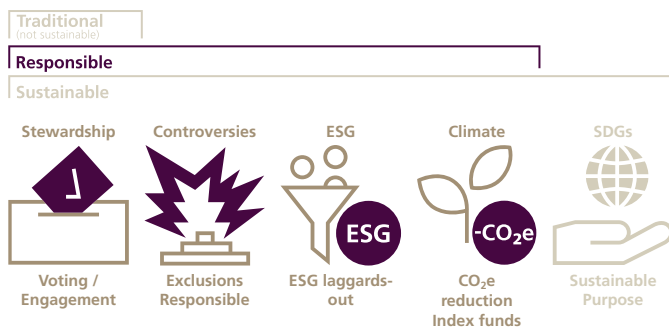 Traditional
(not sustainable)
Responsible
Sustainable
Stewardship
Controversies
ESG
Climate
SDGs
ESG
-CO₂e
Voting /
Engagement
Exclusions
Responsible
ESG laggards-
out
CO₂e
reduction
Index funds
Sustainable
Purpose